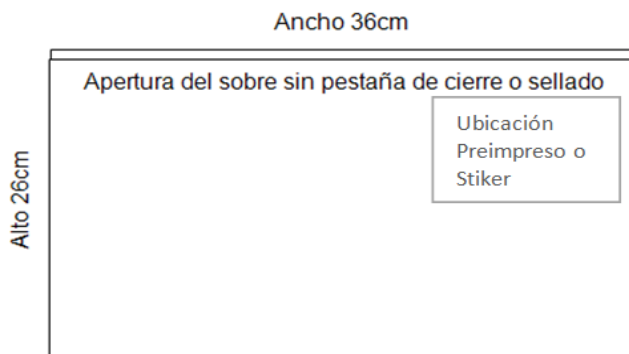 Ancho 36cm
Apertura del sobre sin pestaña de cierre o sellado
Ubicación
Preimpreso o
Stiker
Alto 26cm